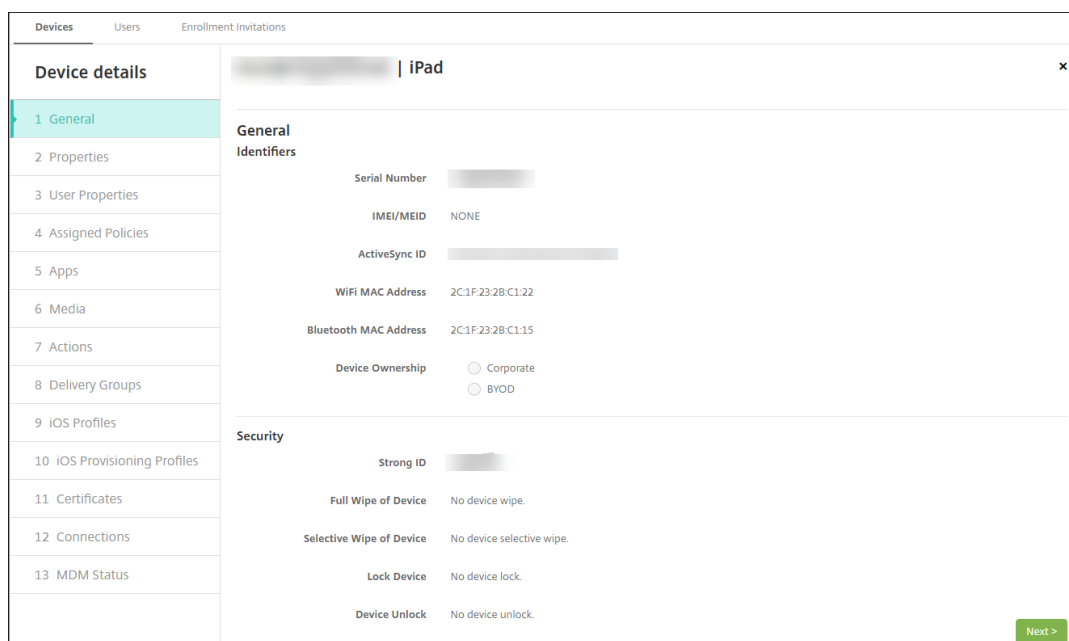 Devices Users Enrollment Invitations
Device details
1 General
2 Properties
3 User Properties
4 Assigned Policies
5 Apps
6 Media
7 Actions
8 Delivery Groups
9 iOS Profiles
10 iOS Provisioning Profiles
11 Certificates
12 Connections
13 MDM Status
| iPad
×
General
Identifiers
Serial Number
IMEI/MEID NONE
ActiveSync ID
WiFi MAC Address 2C:1F:23:2B:C1:22
Bluetooth MAC Address 2C:1F:23:2B:C1:15
Device Ownership Corporate
BYOD
Security
Strong ID
Full Wipe of Device No device wipe.
Selective Wipe of Device No device selective wipe.
Lock Device No device lock.
Device Unlock No device unlock.
Next >